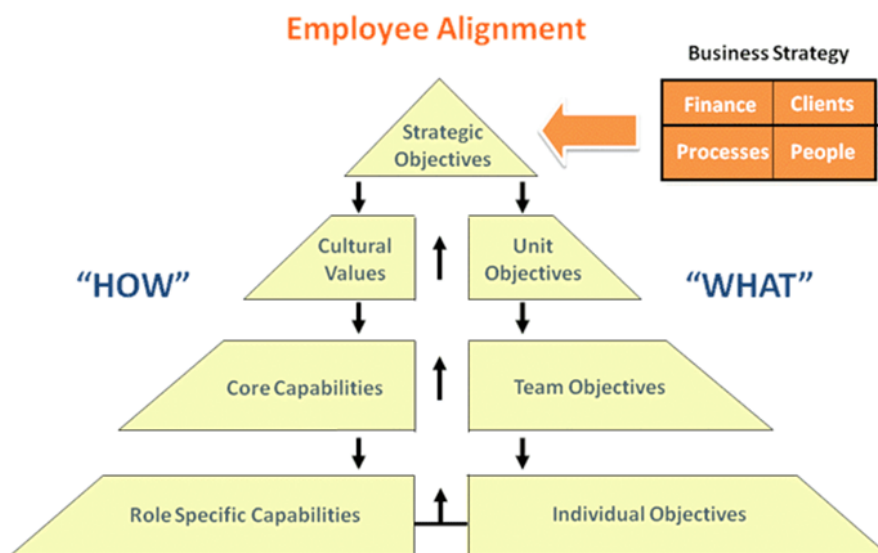 Employee Alignment
Business Strategy
Finance
Clients
Processes
People
Strategic
Objectives
Cultural
Values
Unit
Objectives
“HOW”
“WHAT”
Core Capabilities
Team Objectives
Role Specific Capabilities
Individual Objectives